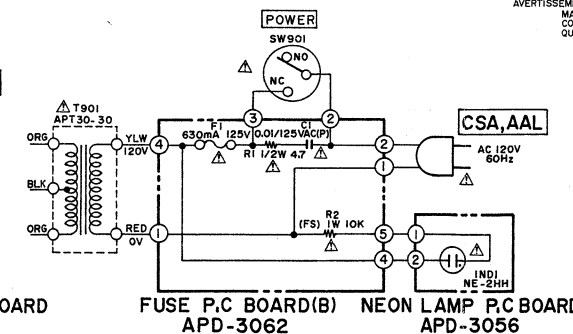 AVERTISSEM
MA
CO
QU
POWER
SW901
NO
NC
T901
APT30-30
ORG
BLK
ORG
YLW
120V
RED
0V
4
1
F1
630mA 125V
3
2
0.01/125VAC(P)
C1
R1 1/2W 4.7
2
1
CSA,AAL
AC 120V
60Hz
R2
(FS) 1W 10K
5
4
1
2
IND1
NE-2HH
OARD
FUSE P.C BOARD(B)
APD-3062
NEON LAMP P.C BOARD
APD-3056